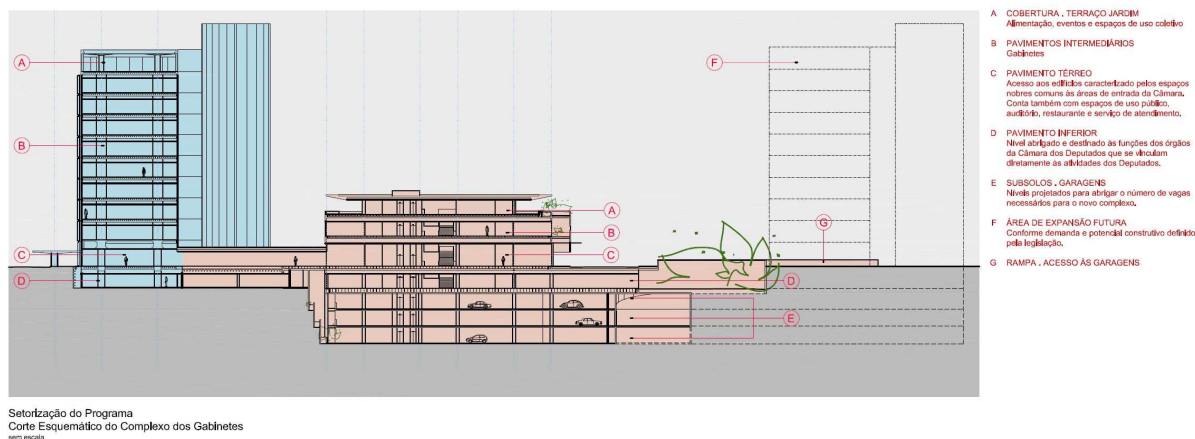 A COBERTURA . TERRAÇO JARDIM
Alimentação, eventos e espaços de uso coletivo
B PAVIMENTOS INTERMEDIÁRIOS
Gabinetes
C PAVIMENTO TÉRREO
Acesso aos edifícios caracterizado pelos espaços
nobres comuns às áreas de entrada da Câmara.
Conta também com espaços de uso público,
auditório, restaurante e serviço de atendimento.
D PAVIMENTO INFERIOR
Nível abrigado e destinado às funções dos órgãos
da Câmara dos Deputados que se vinculam
diretamente às atividades dos Deputados.
E SUBSOLOS . GARAGENS
Níveis projetados para abrigar o número de vagas
necessários para o novo complexo.
F ÁREA DE EXPANSÃO FUTURA
Conforme demanda e potencial construtivo definido
pela legislação.
G RAMPA . ACESSO ÀS GARAGENS
A
B
C
D
A
B
C
D
E
F
G
Setorização do Programa
Corte Esquemático do Complexo dos Gabinetes
sem escala